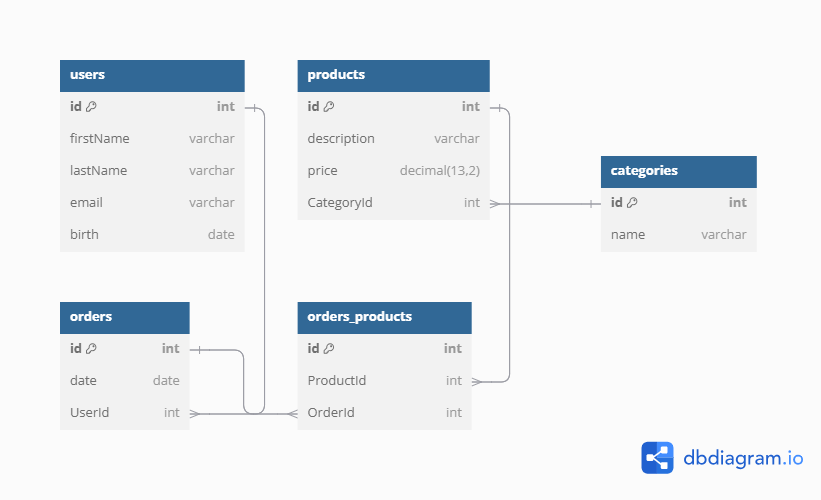 users
id int
firstName varchar
lastName varchar
email varchar
birth date
products
id int
description varchar
price decimal(13,2)
CategoryId int
categories
id int
name varchar
orders
id int
date date
UserId int
orders_products
id int
ProductId int
OrderId int
dbdiagram.io